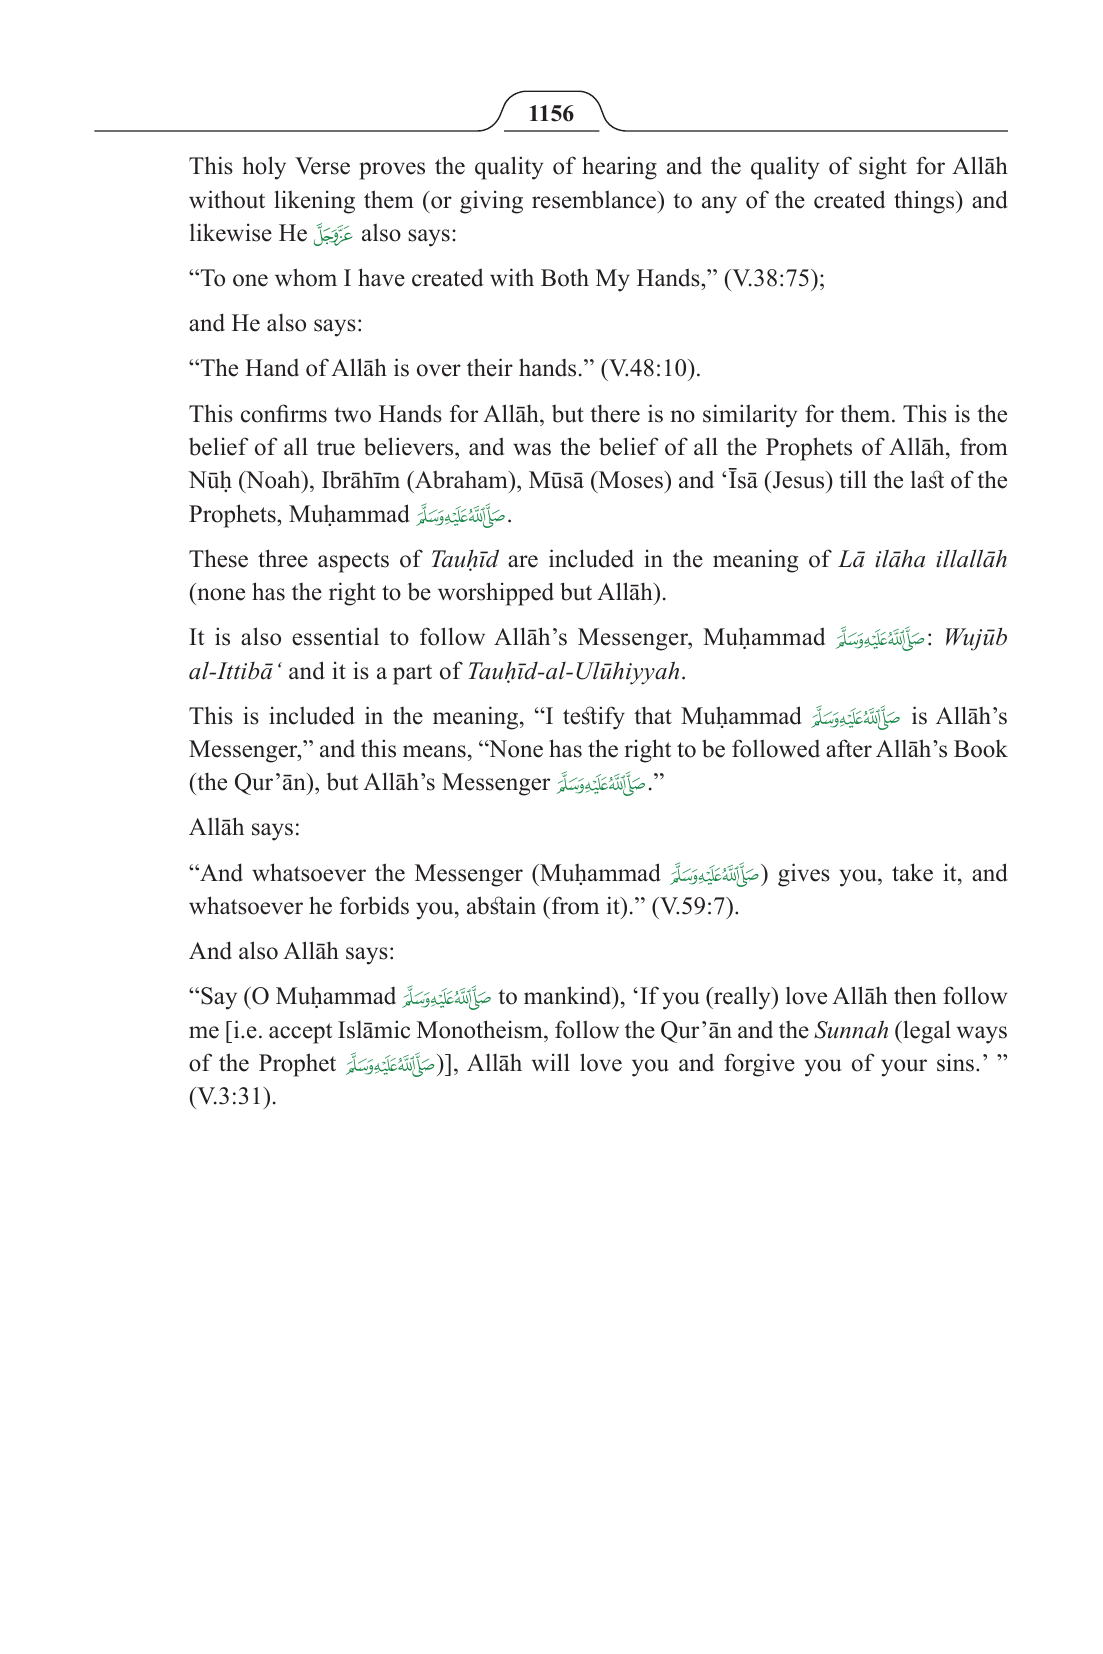 1156
This holy Verse proves the quality of hearing and the quality of sight for Allāh
without likening them (or giving resemblance) to any of the created things) and
likewise He عَزَّوَجَلَّ also says:
“To one whom I have created with Both My Hands,” (V.38:75);
and He also says:
“The Hand of Allāh is over their hands.” (V.48:10).
This confirms two Hands for Allāh, but there is no similarity for them. This is the
belief of all true believers, and was the belief of all the Prophets of Allāh, from
Nūḥ (Noah), Ibrāhīm (Abraham), Mūsā (Moses) and ‘Īsā (Jesus) till the last of the
Prophets, Muḥammad صَلَّى اللَّهُ عَلَيْهِ وَسَلَّمَ.
These three aspects of Tauḥīd are included in the meaning of Lā ilāha illallāh
(none has the right to be worshipped but Allāh).
It is also essential to follow Allāh’s Messenger, Muḥammad صَلَّى اللَّهُ عَلَيْهِ وَسَلَّمَ: Wujūb
al-Ittibā‘ and it is a part of Tauḥīd-al-Ulūhiyyah.
This is included in the meaning, “I testify that Muḥammad صَلَّى اللَّهُ عَلَيْهِ وَسَلَّمَ is Allāh’s
Messenger,” and this means, “None has the right to be followed after Allāh’s Book
(the Qur’ān), but Allāh’s Messenger صَلَّى اللَّهُ عَلَيْهِ وَسَلَّمَ.”
Allāh says:
“And whatsoever the Messenger (Muḥammad صَلَّى اللَّهُ عَلَيْهِ وَسَلَّمَ) gives you, take it, and
whatsoever he forbids you, abstain (from it).” (V.59:7).
And also Allāh says:
“Say (O Muḥammad صَلَّى اللَّهُ عَلَيْهِ وَسَلَّمَ to mankind), ‘If you (really) love Allāh then follow
me [i.e. accept Islāmic Monotheism, follow the Qur’ān and the Sunnah (legal ways
of the Prophet صَلَّى اللَّهُ عَلَيْهِ وَسَلَّمَ)], Allāh will love you and forgive you of your sins.’ ”
(V.3:31).